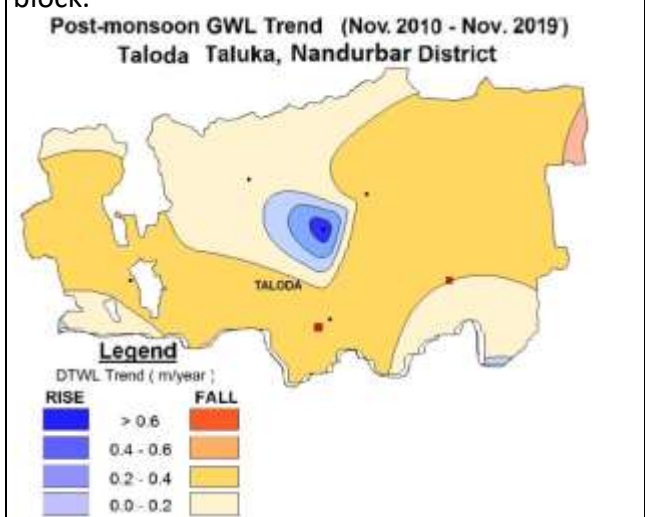 block.
Post-monsoon GWL Trend (Nov. 2010 - Nov. 2019)
Taloda Taluka, Nandurbar District
TALODA
Legend
DTWL Trend ( m/year )
RISE FALL
> 0.6
0.4 - 0.6
0.2 - 0.4
0.0 - 0.2